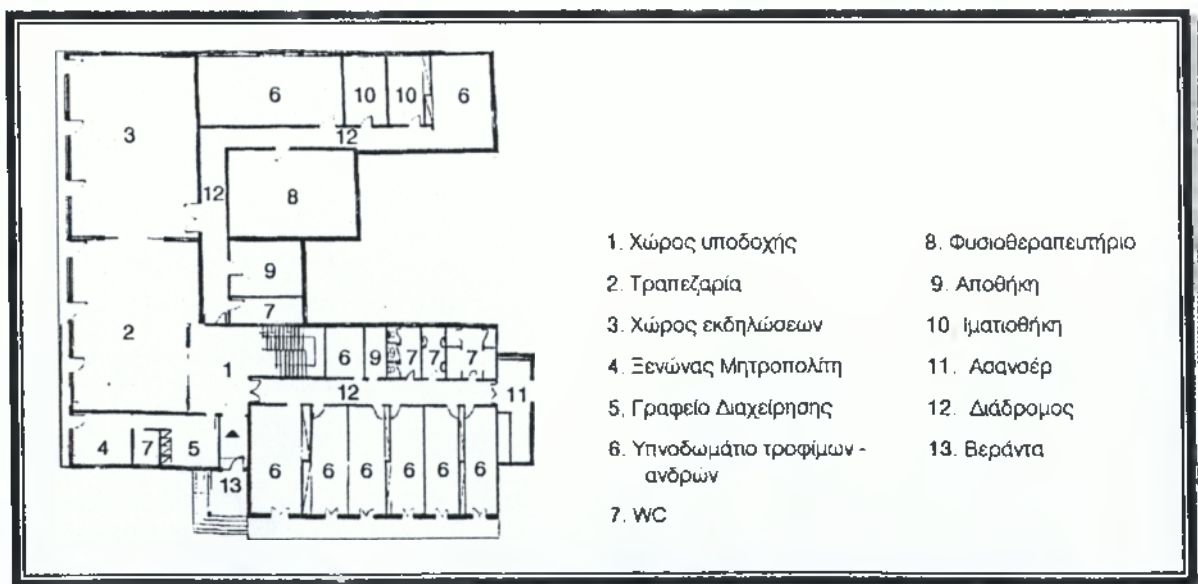 6
10
10
6
3
12
12
8
9
7
2
6
9
7
7
7
1
12
11
4
7
5
13
6
6
6
6
6
6
1. Χώρος υποδοχής
2. Τραπεζαρία
3. Χώρος εκδηλώσεων
4. Ξενώνας Μητροπολίτη
5. Γραφείο Διαχείρησης
6. Υπνοδωμάτιο τροφίμων -
ανδρών
7. WC
8. Φυσιοθεραπευτήριο
9. Αποθήκη
10. Ιματιοθήκη
11. Ασανσέρ
12. Διάδρομος
13. Βεράντα